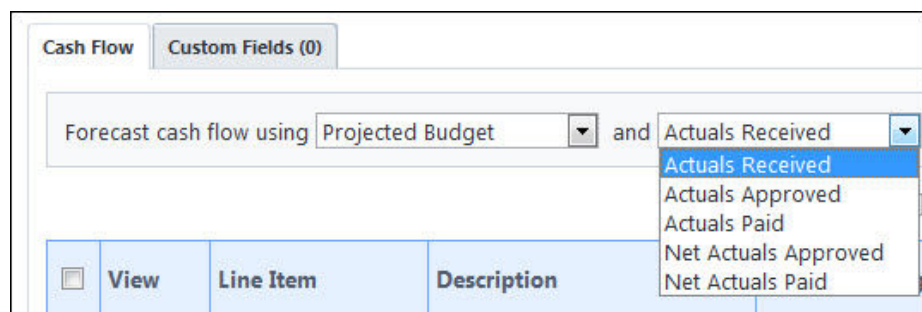 Cash Flow
Custom Fields (0)
Forecast cash flow using Projected Budget and Actuals Received
Actuals Received
Actuals Approved
Actuals Paid
Net Actuals Approved
Net Actuals Paid
View Line Item Description